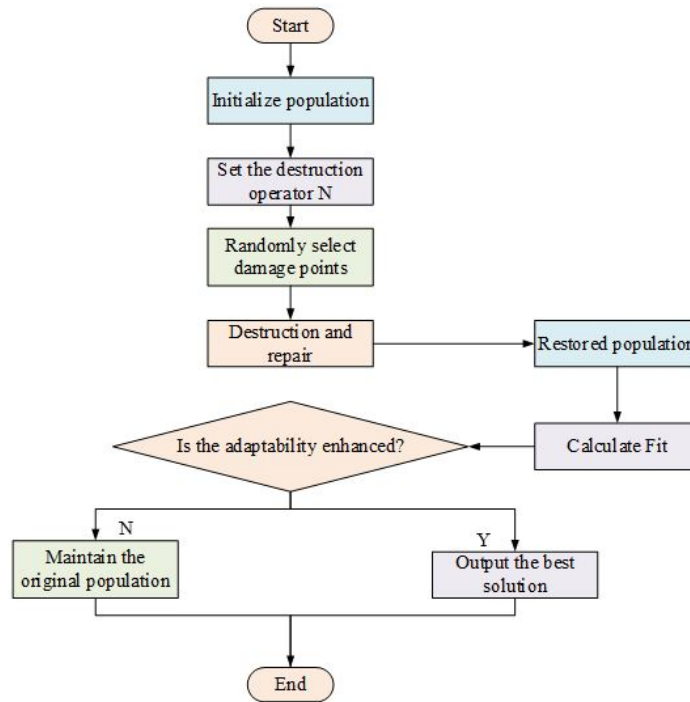 Start
Initialize population
Set the destruction
operator N
Randomly select
damage points
Destruction and
repair
Restored population
Is the adaptability enhanced?
Calculate Fit
N
Y
Maintain the
original population
Output the best
solution
End